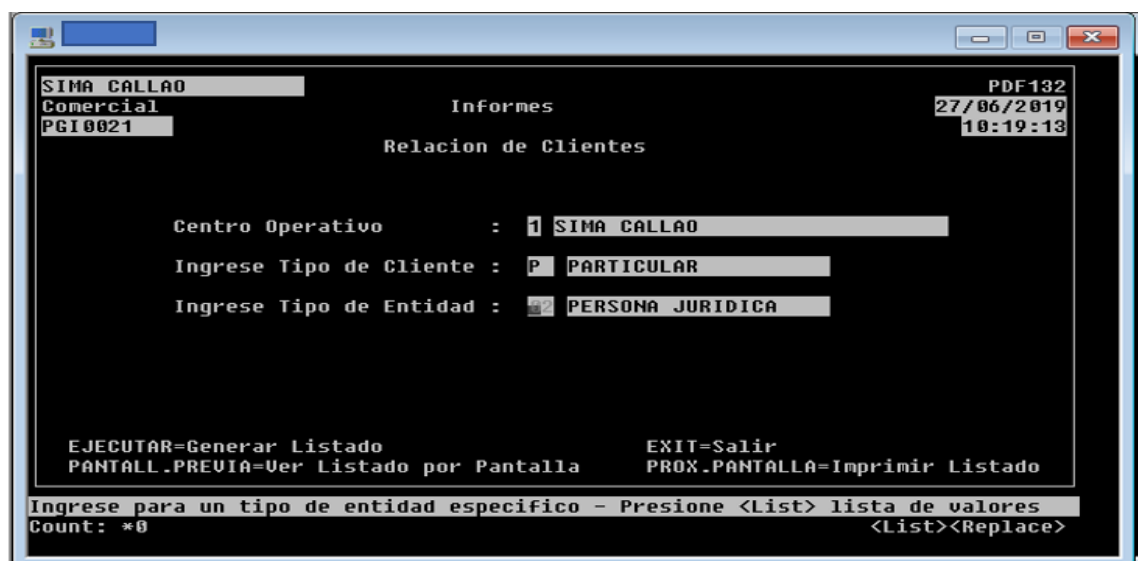 SIMA CALLAO PDF132
Comercial Informes 27/06/2019
PGI0021 10:19:13
Relacion de Clientes
Centro Operativo : 1 SIMA CALLAO
Ingrese Tipo de Cliente : P PARTICULAR
Ingrese Tipo de Entidad : 02 PERSONA JURIDICA
EJECUTAR=Generar Listado EXIT=Salir
PANTALL.PREVIA=Ver Listado por Pantalla PROX.PANTALLA=Imprimir Listado
Ingrese para un tipo de entidad especifico - Presione <List> lista de valores
Count: *0 <List><Replace>